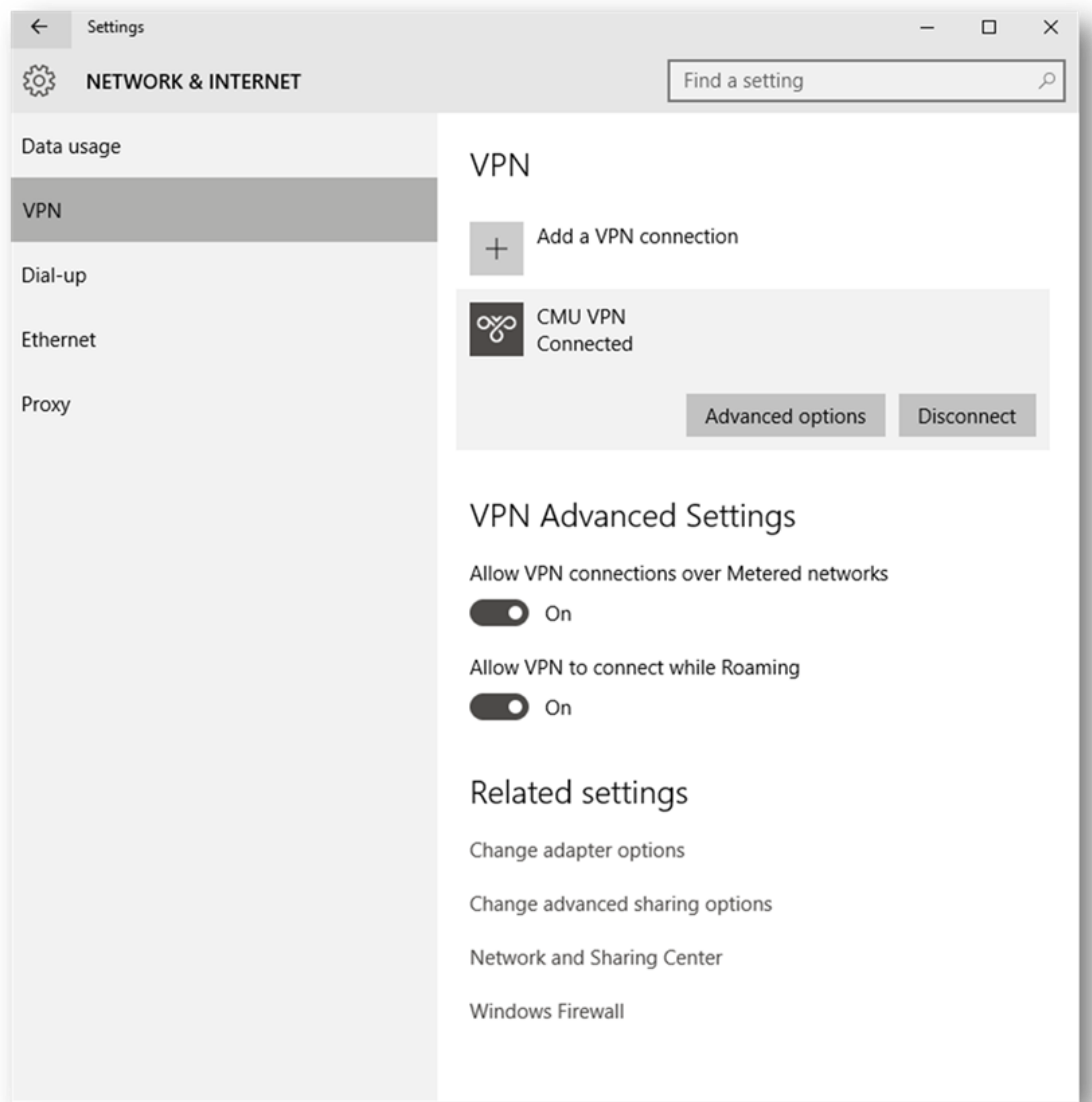 Settings
NETWORK & INTERNET
Find a setting
Data usage
VPN
Dial-up
Ethernet
Proxy
VPN
Add a VPN connection
CMU VPN
Connected
Advanced options
Disconnect
VPN Advanced Settings
Allow VPN connections over Metered networks
On
Allow VPN to connect while Roaming
On
Related settings
Change adapter options
Change advanced sharing options
Network and Sharing Center
Windows Firewall